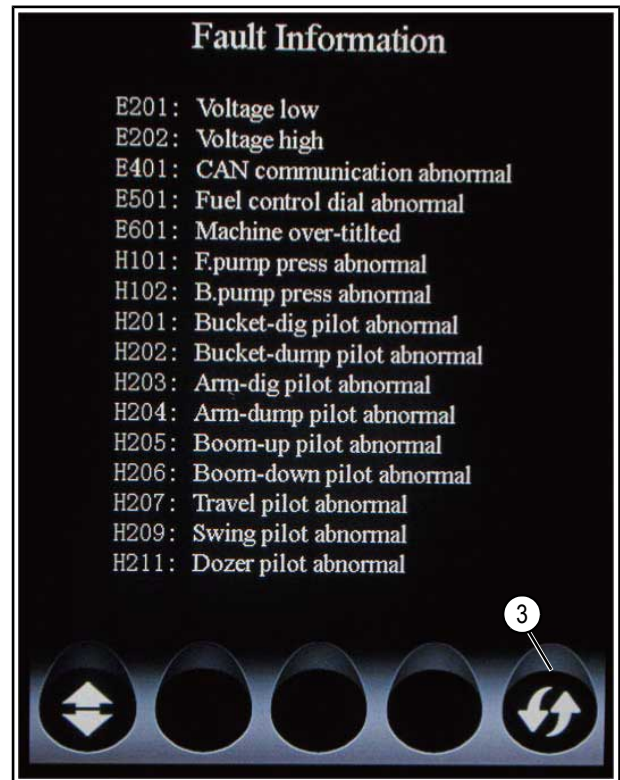 Fault Information
E201: Voltage low
E202: Voltage high
E401: CAN communication abnormal
E501: Fuel control dial abnormal
E601: Machine over-titlted
H101: F.pump press abnormal
H102: B.pump press abnormal
H201: Bucket-dig pilot abnormal
H202: Bucket-dump pilot abnormal
H203: Arm-dig pilot abnormal
H204: Arm-dump pilot abnormal
H205: Boom-up pilot abnormal
H206: Boom-down pilot abnormal
H207: Travel pilot abnormal
H209: Swing pilot abnormal
H211: Dozer pilot abnormal
3